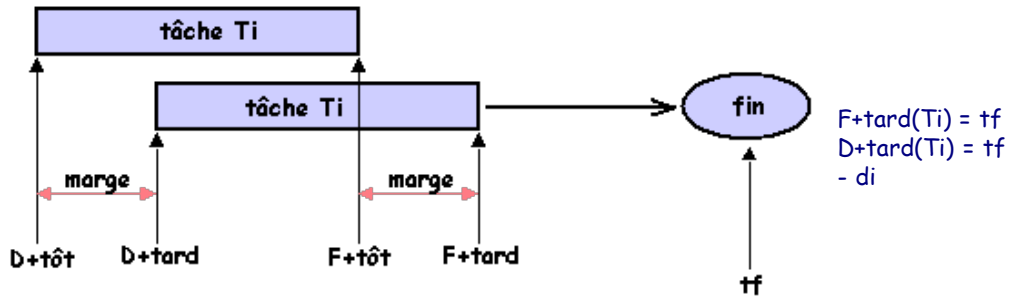 tâche Ti
tâche Ti
fin
F+tard(Ti) = tf
D+tard(Ti) = tf
- di
marge
marge
D+tôt
D+tard
F+tôt
F+tard
tf